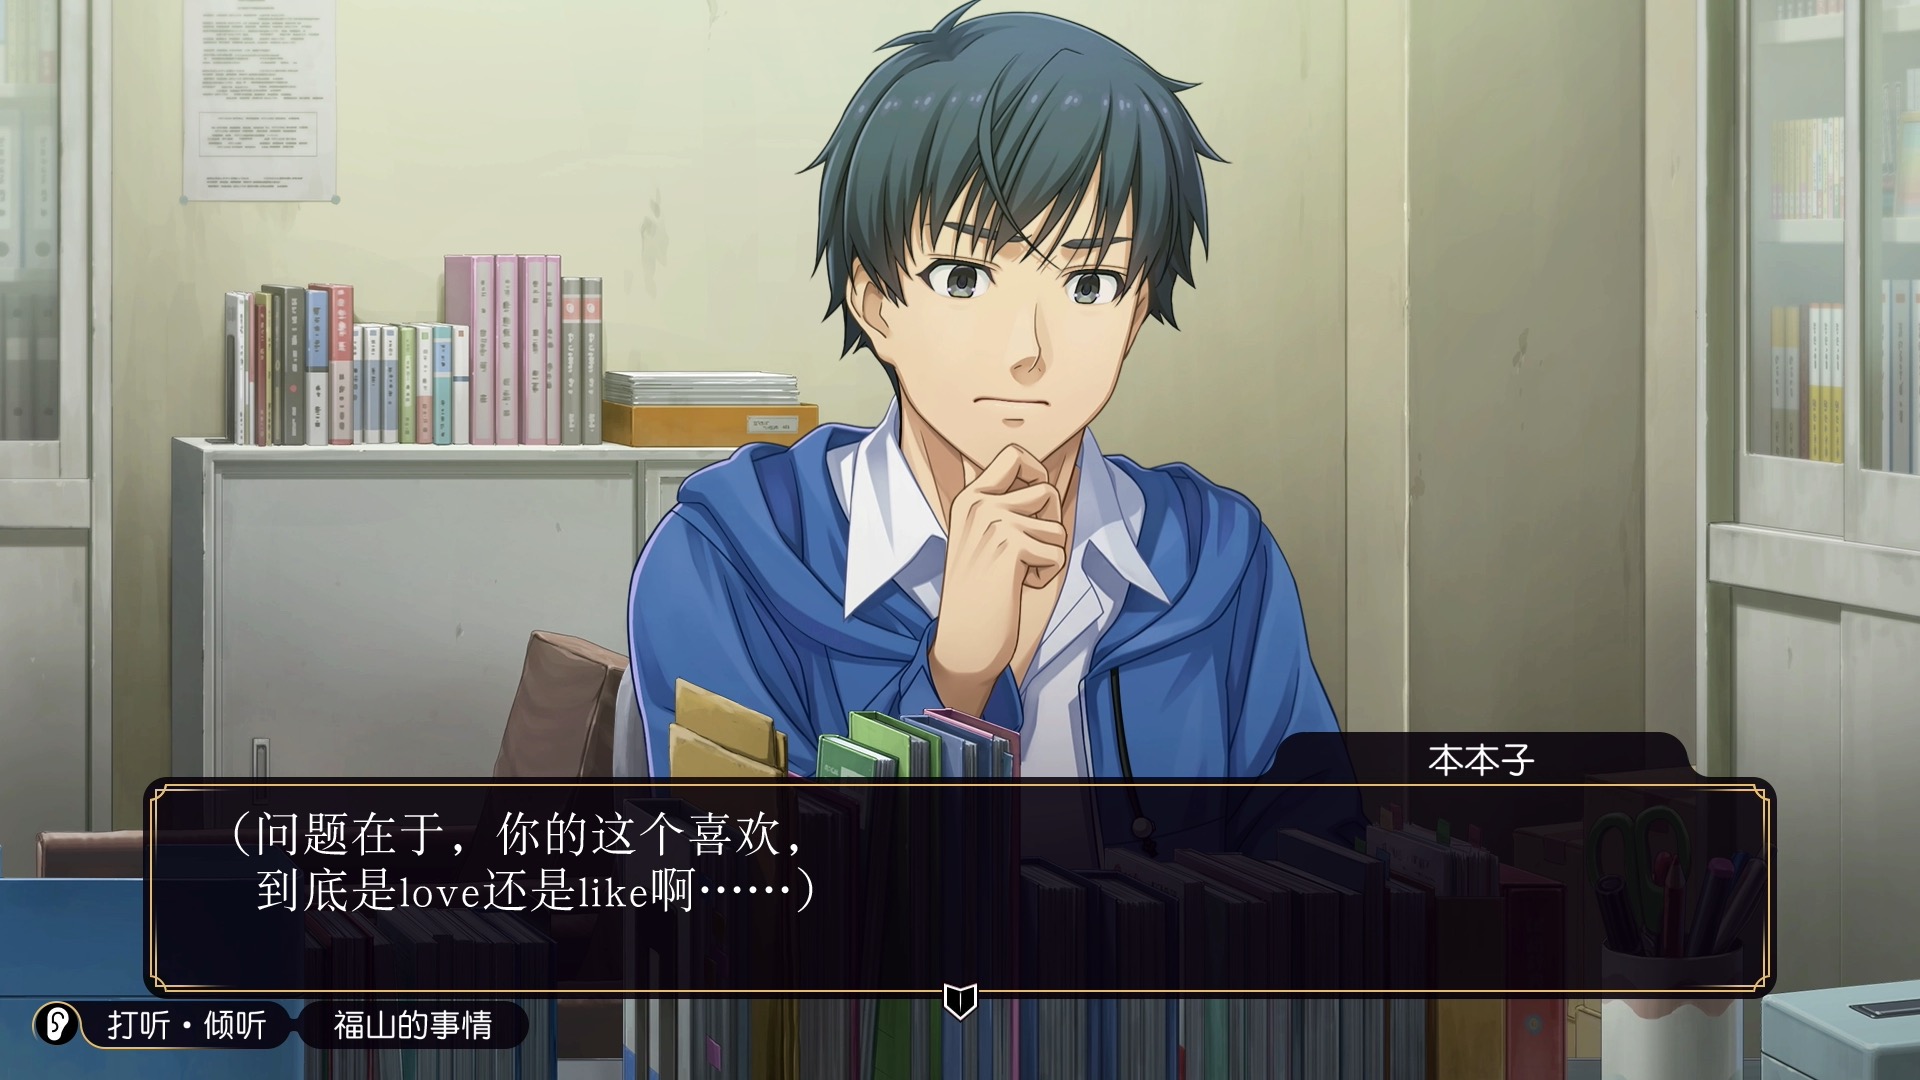 本本子
（问题在于，你的这个喜欢，
到底是love还是like啊……）
打听·倾听
福山的事情